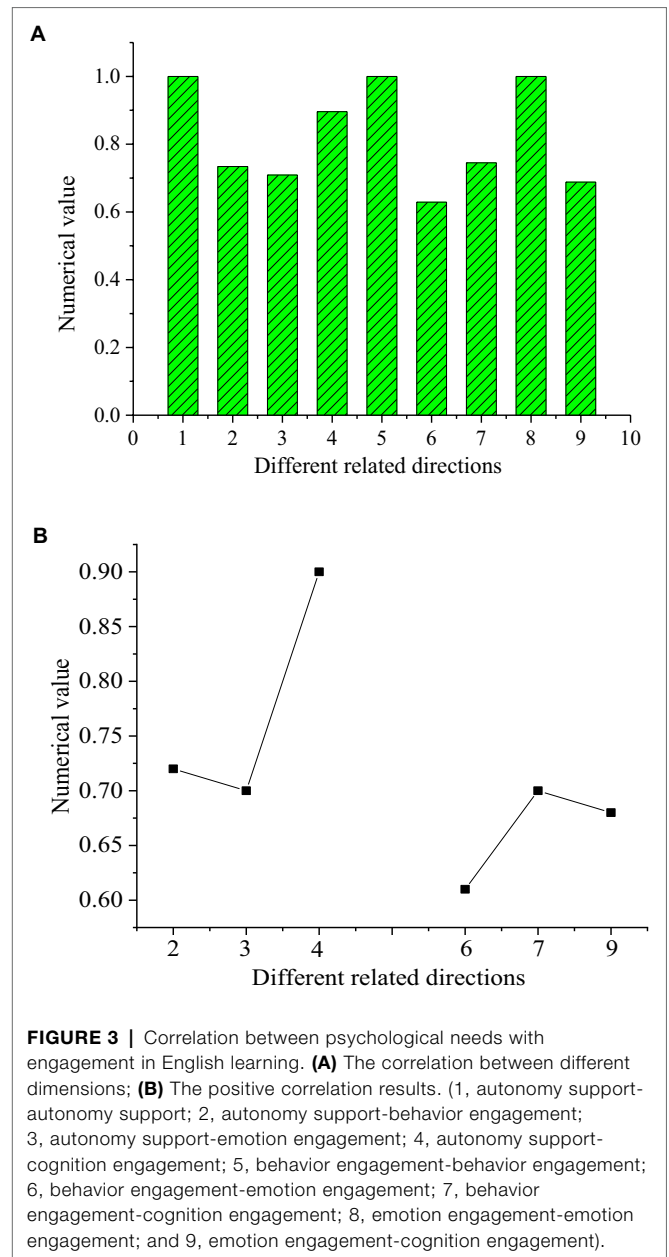 A
1.0
0.8
0.6
0.4
0.2
0.0
Numerical value
0 1 2 3 4 5 6 7 8 9 10
Different related directions
B
0.90
0.85
0.80
0.75
0.70
0.65
0.60
Numerical value
2 3 4 6 7 9
Different related directions
FIGURE 3 | Correlation between psychological needs with
engagement in English learning. (A) The correlation between different
dimensions; (B) The positive correlation results. (1, autonomy support-
autonomy support; 2, autonomy support-behavior engagement;
3, autonomy support-emotion engagement; 4, autonomy support-
cognition engagement; 5, behavior engagement-behavior engagement;
6, behavior engagement-emotion engagement; 7, behavior
engagement-cognition engagement; 8, emotion engagement-emotion
engagement; and 9, emotion engagement-cognition engagement).